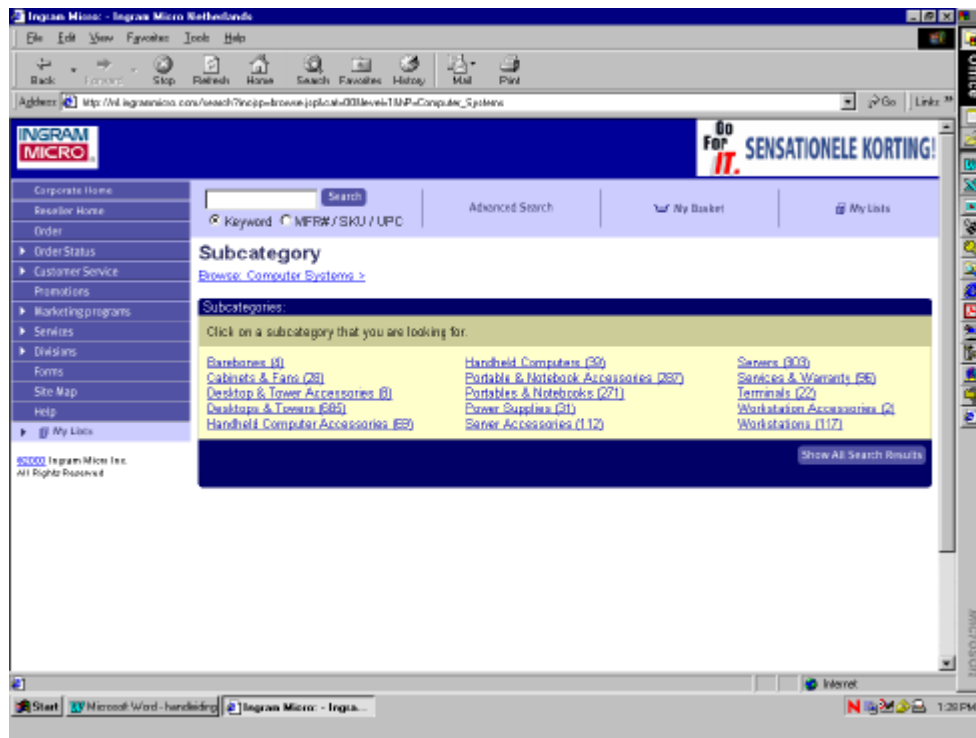 Ingram Micro: - Ingram Micro Netherlands
File Edit View Favorites Tools Help
Back Forward Stop Refresh Home Search Favorites History Mail Print
Address Go Links »
INGRAM MICRO
Go For IT. SENSATIONELE KORTING!
Corporate Home
Reseller Home
Order
Order Status
Customer Service
Promotions
Marketing programs
Services
Divisions
Forms
Site Map
Help
My Lists
©2000 Ingram Micro Inc.
All Rights Reserved
Search
Keyword MFR# / SKU / UPC
Advanced Search My Basket My Lists
Subcategory
Browse: Computer Systems >
Subcategories:
Click on a subcategory that you are looking for.
Barebones
Cabinets & Fans (28)
Desktop & Tower Accessories
Desktops & Towers (685)
Handheld Computer Accessories
Handheld Computers
Portable & Notebook Accessories (287)
Portables & Notebooks (271)
Power Supplies (31)
Server Accessories (112)
Servers (303)
Services & Warranty
Terminals (22)
Workstation Accessories (2)
Workstations (117)
Show All Search Results
Internet
Start Microsoft Word - handleiding Ingram Micro: - Ingra... 1:28 PM
Office
Microsoft